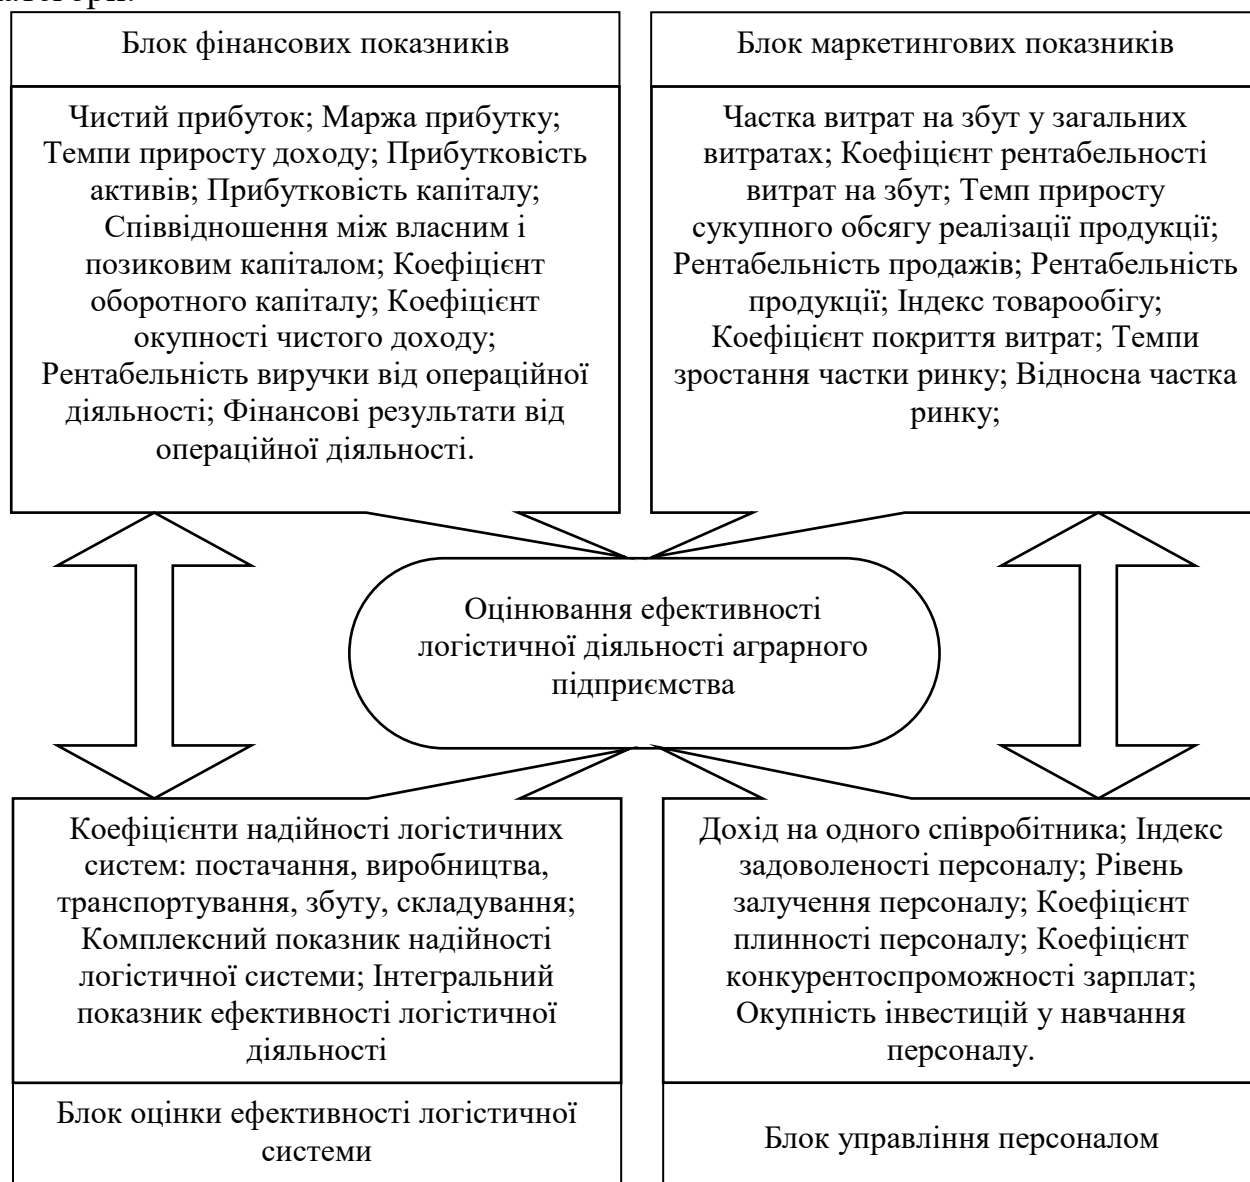 Блок фінансових показників
Чистий прибуток; Маржа прибутку;
Темпи приросту доходу; Прибутковість
активів; Прибутковість капіталу;
Співвідношення між власним і
позиковим капіталом; Коефіцієнт
оборотного капіталу; Коефіцієнт
окупності чистого доходу;
Рентабельність виручки від операційної
діяльності; Фінансові результати від
операційної діяльності.
Блок маркетингових показників
Частка витрат на збут у загальних
витратах; Коефіцієнт рентабельності
витрат на збут; Темп приросту
сукупного обсягу реалізації продукції;
Рентабельність продажів; Рентабельність
продукції; Індекс товарообігу;
Коефіцієнт покриття витрат; Темпи
зростання частки ринку; Відносна частка
ринку;
Оцінювання ефективності
логістичної діяльності аграрного
підприємства
Коефіцієнти надійності логістичних
систем: постачання, виробництва,
транспортування, збуту, складування;
Комплексний показник надійності
логістичної системи; Інтегральний
показник ефективності логістичної
діяльності
Блок оцінки ефективності логістичної
системи
Дохід на одного співробітника; Індекс
задоволеності персоналу; Рівень
залучення персоналу; Коефіцієнт
плинності персоналу; Коефіцієнт
конкурентоспроможності зарплат;
Окупність інвестицій у навчання
персоналу.
Блок управління персоналом